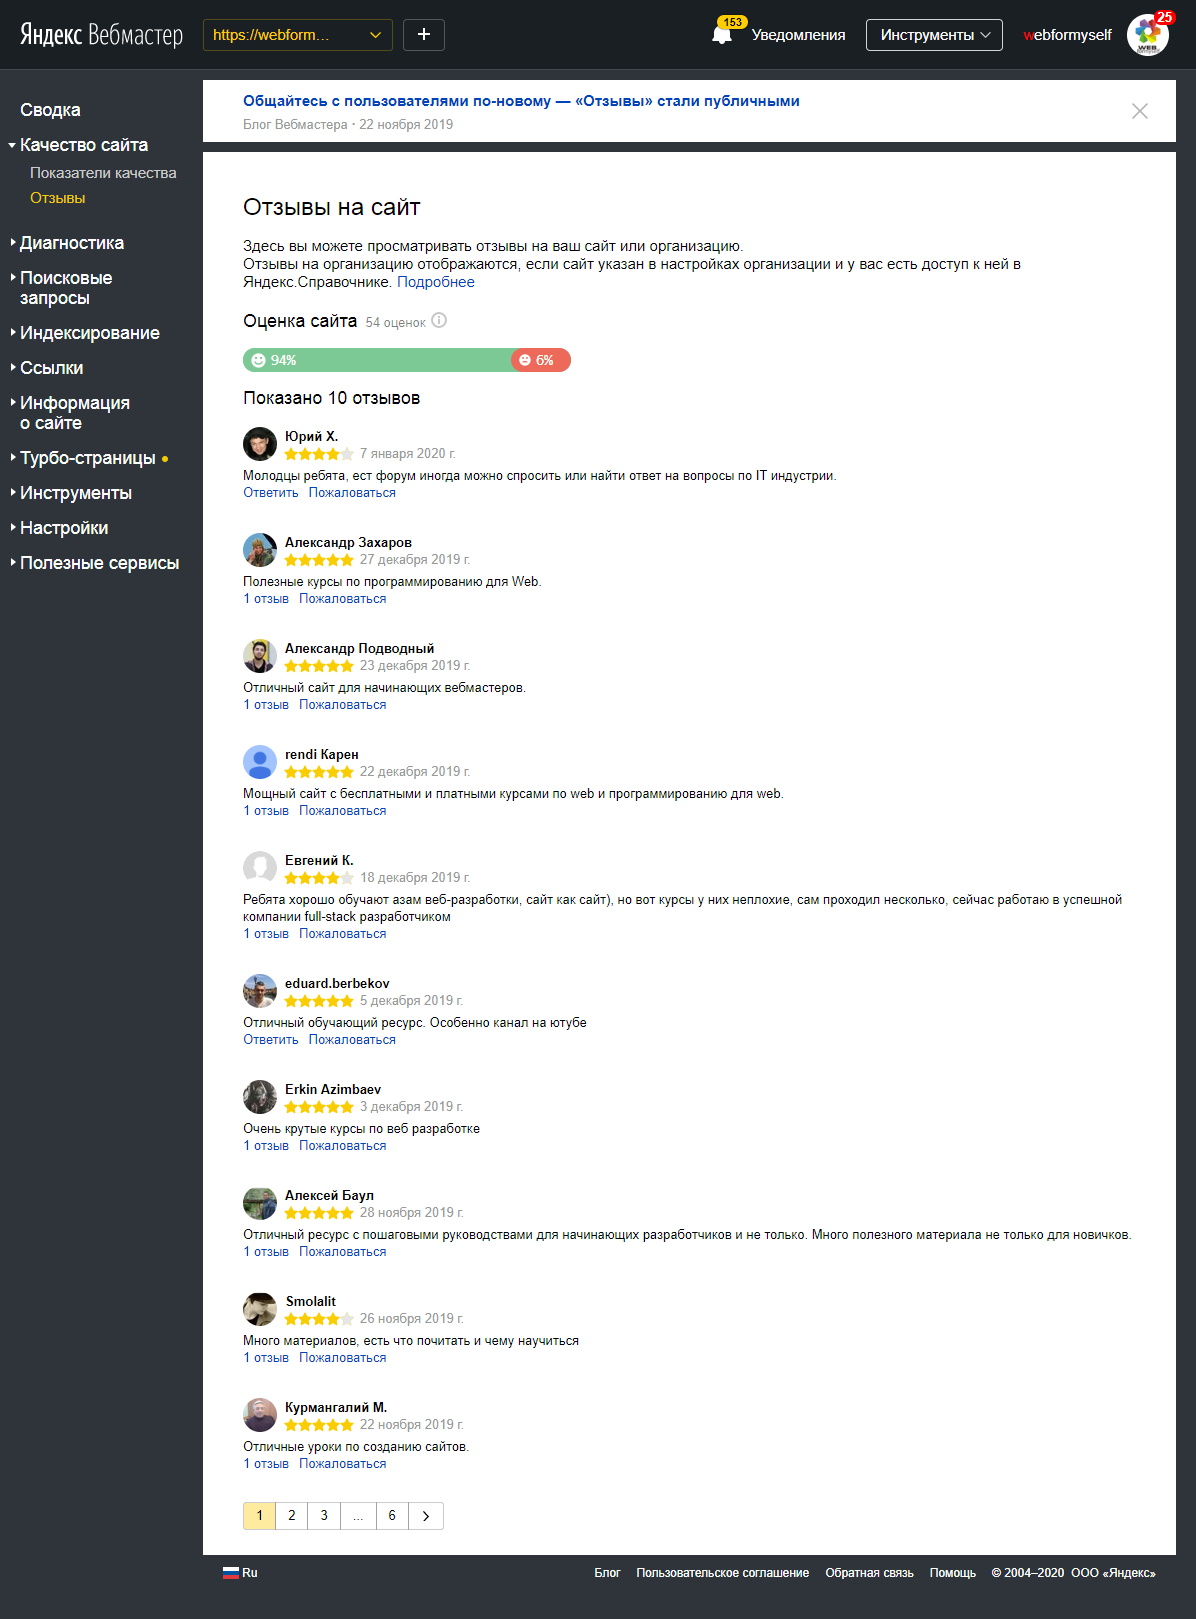 Яндекс Вебмастер
https://webform...
+
153
Уведомления
Инструменты
webformyself
25
WEB
Сводка
Качество сайта
Показатели качества
Отзывы
Диагностика
Поисковые
запросы
Индексирование
Ссылки
Информация
о сайте
Турбо-страницы
Инструменты
Настройки
Полезные сервисы
Общайтесь с пользователями по-новому — «Отзывы» стали публичными
Блог Вебмастера · 22 ноября 2019
Отзывы на сайт
Здесь вы можете просматривать отзывы на ваш сайт или организацию.
Отзывы на организацию отображаются, если сайт указан в настройках организации и у вас есть доступ к ней в
Яндекс.Справочнике. Подробнее
Оценка сайта 54 оценок
94% 6%
Показано 10 отзывов
Юрий Х.
7 января 2020 г.
Молодцы ребята, ест форум иногда можно спросить или найти ответ на вопросы по IT индустрии.
Ответить Пожаловаться
Александр Захаров
27 декабря 2019 г.
Полезные курсы по программированию для Web.
1 отзыв Пожаловаться
Александр Подводный
23 декабря 2019 г.
Отличный сайт для начинающих вебмастеров.
1 отзыв Пожаловаться
rendi Карен
22 декабря 2019 г.
Мощный сайт с бесплатными и платными курсами по web и программированию для web.
1 отзыв Пожаловаться
Евгений К.
18 декабря 2019 г.
Ребята хорошо обучают азам веб-разработки, сайт как сайт), но вот курсы у них неплохие, сам проходил несколько, сейчас работаю в успешной
компании full-stack разработчиком
1 отзыв Пожаловаться
eduard.berbekov
5 декабря 2019 г.
Отличный обучающий ресурс. Особенно канал на ютубе
Ответить Пожаловаться
Erkin Azimbaev
3 декабря 2019 г.
Очень крутые курсы по веб разработке
1 отзыв Пожаловаться
Алексей Баул
28 ноября 2019 г.
Отличный ресурс с пошаговыми руководствами для начинающих разработчиков и не только. Много полезного материала не только для новичков.
1 отзыв Пожаловаться
Smolalit
26 ноября 2019 г.
Много материалов, есть что почитать и чему научиться
1 отзыв Пожаловаться
Курмангалий М.
22 ноября 2019 г.
Отличные уроки по созданию сайтов.
1 отзыв Пожаловаться
1 2 3 ... 6
Ru
Блог Пользовательское соглашение Обратная связь Помощь © 2004–2020 ООО «Яндекс»